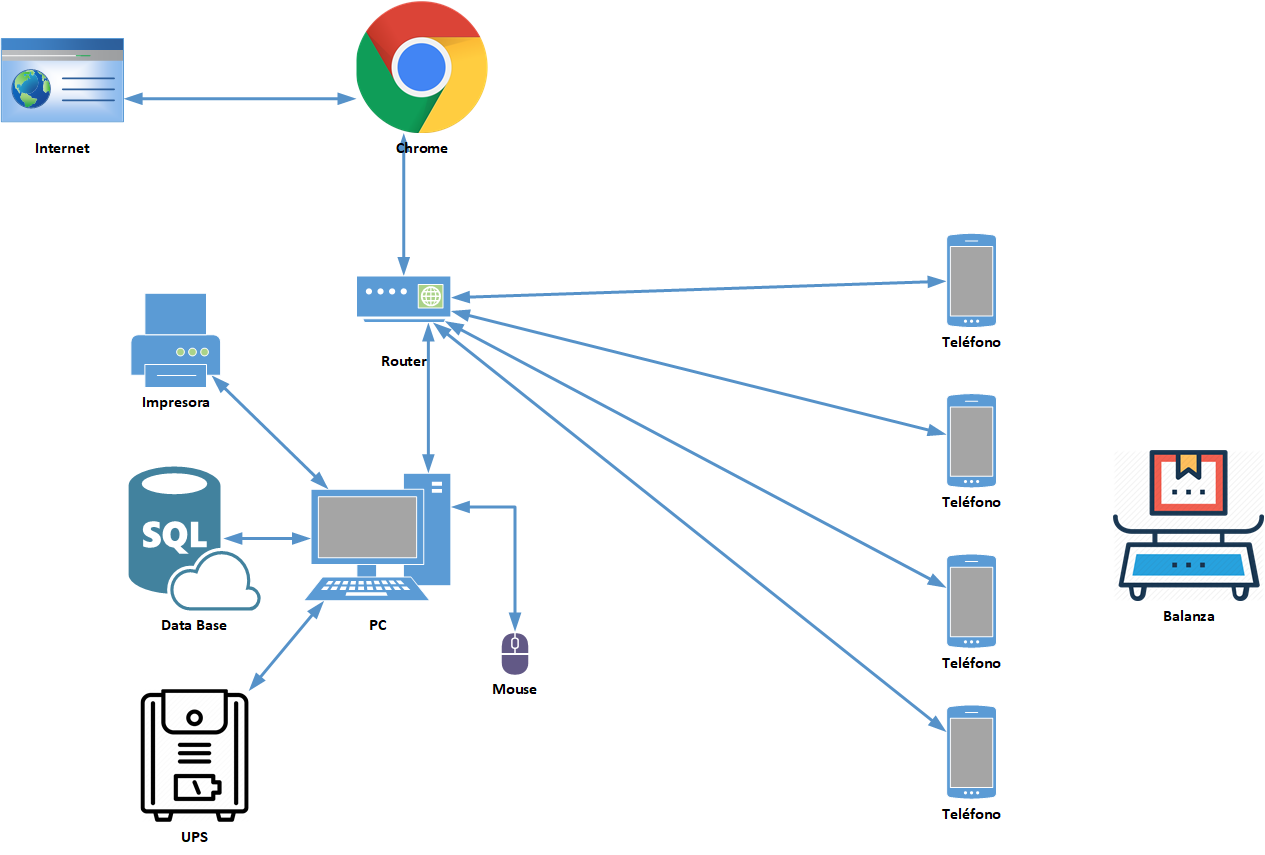 Internet
Chrome
Router
Impresora
SQL
Data Base
PC
Mouse
UPS
Teléfono
Teléfono
Teléfono
Teléfono
Balanza